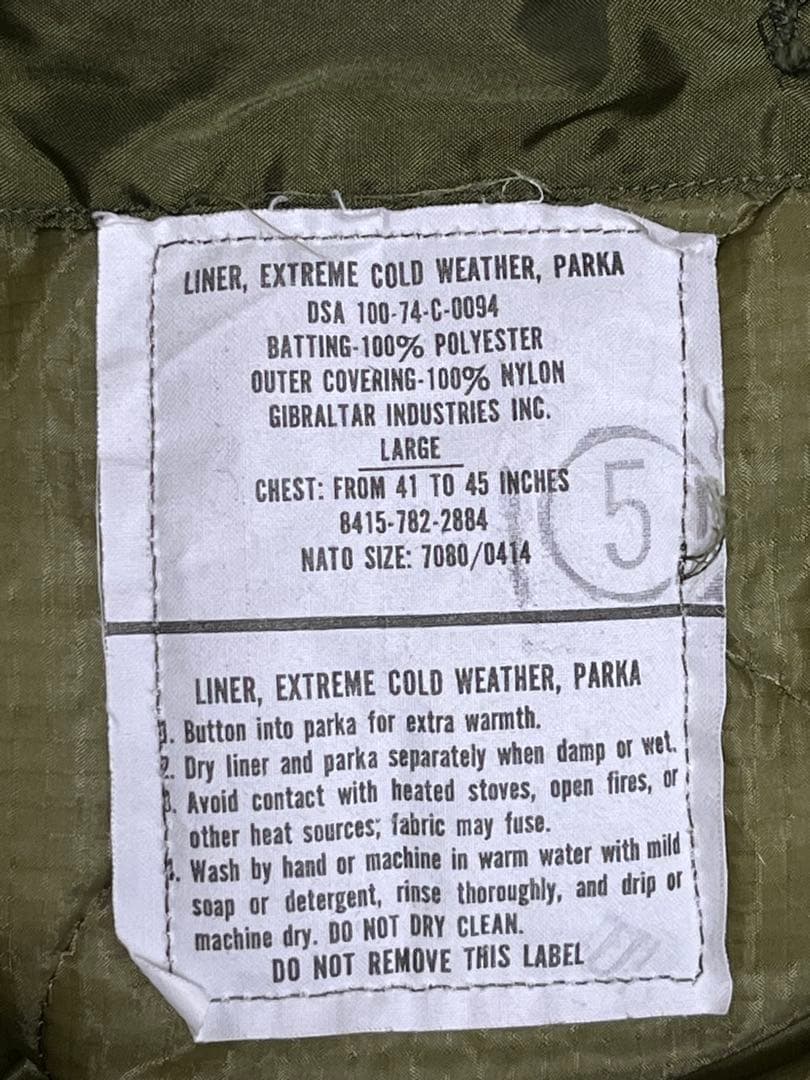 LINER, EXTREME COLD WEATHER, PARKA
DSA 100-74-C-0094
BATTING-100% POLYESTER
OUTER COVERING-100% NYLON
GIBRALTAR INDUSTRIES INC.
LARGE
CHEST: FROM 41 TO 45 INCHES
8415-782-2884
NATO SIZE: 7080/0414
5
LINER, EXTREME COLD WEATHER, PARKA
1. Button into parka for extra warmth.
2. Dry liner and parka separately when damp or wet.
3. Avoid contact with heated stoves, open fires, or
other heat sources; fabric may fuse.
4. Wash by hand or machine in warm water with mild
soap or detergent, rinse thoroughly, and drip or
machine dry. DO NOT DRY CLEAN.
DO NOT REMOVE THIS LABEL